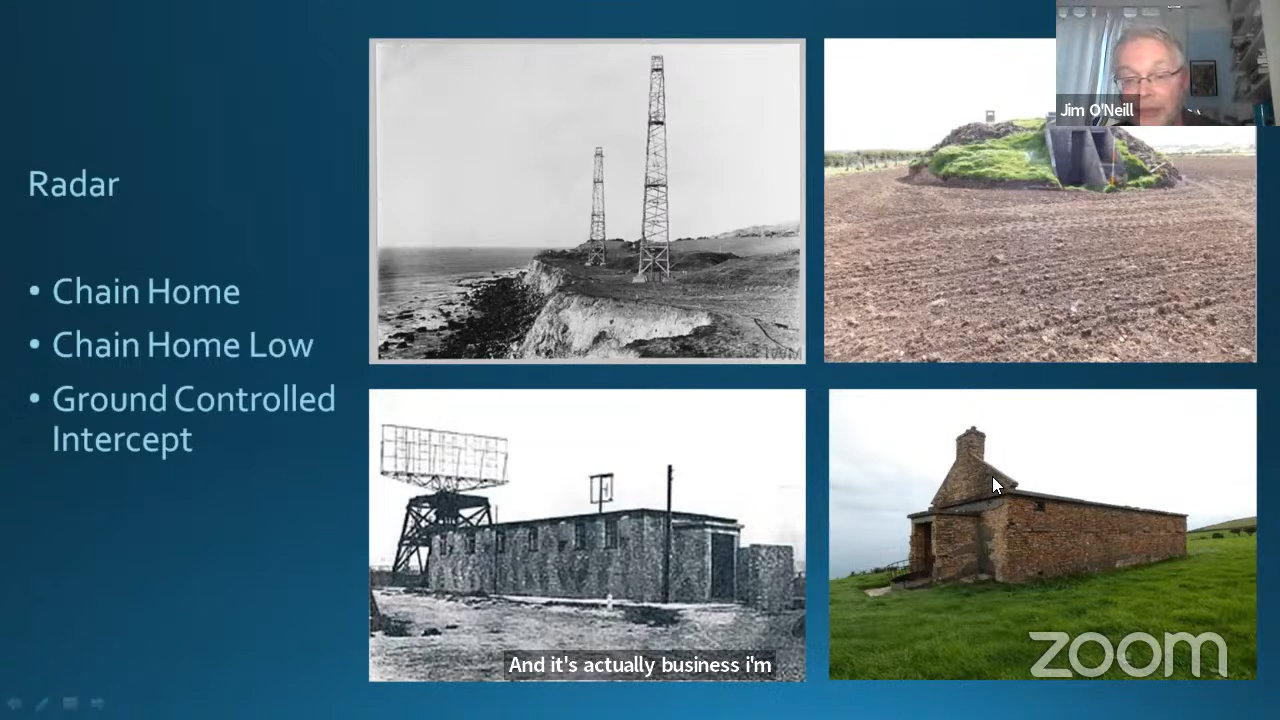 Jim O'Neill
Radar
• Chain Home
• Chain Home Low
• Ground Controlled
Intercept
IWM
And it's actually business i'm
zoom